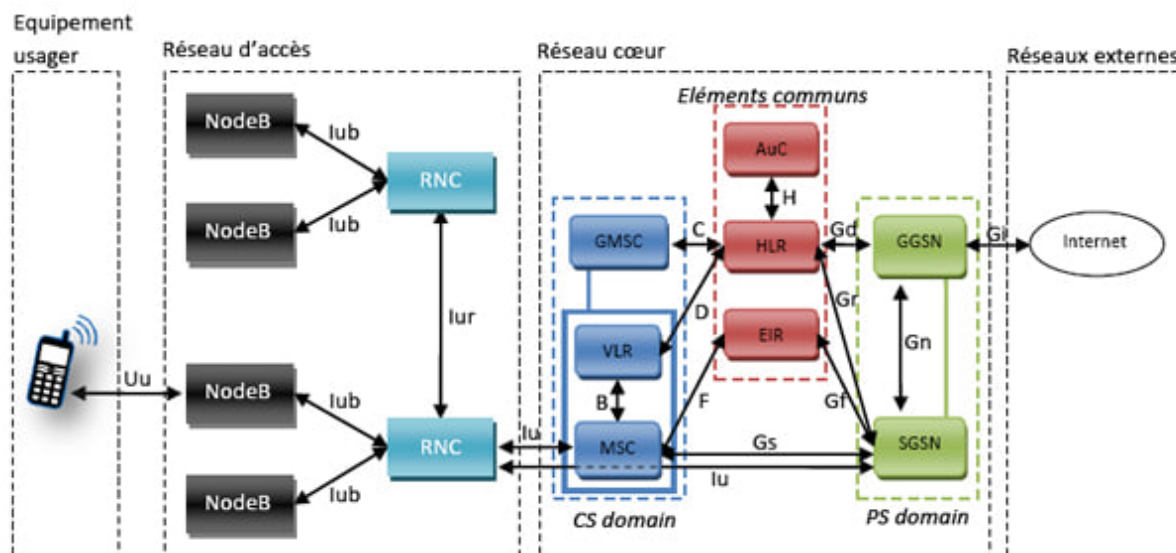 Equipement
usager
Réseau d'accès
Réseau cœur
Réseaux externes
Eléments communs
NodeB
Iub
RNC
NodeB
Iub
Iur
Uu
NodeB
Iub
RNC
NodeB
Iub
Iu
AuC
H
GMSC
C
HLR
Gd
GGSN
Gi
Internet
D
Gr
VLR
EIR
Gn
B
F
Gf
MSC
Gs
SGSN
Iu
CS domain
PS domain